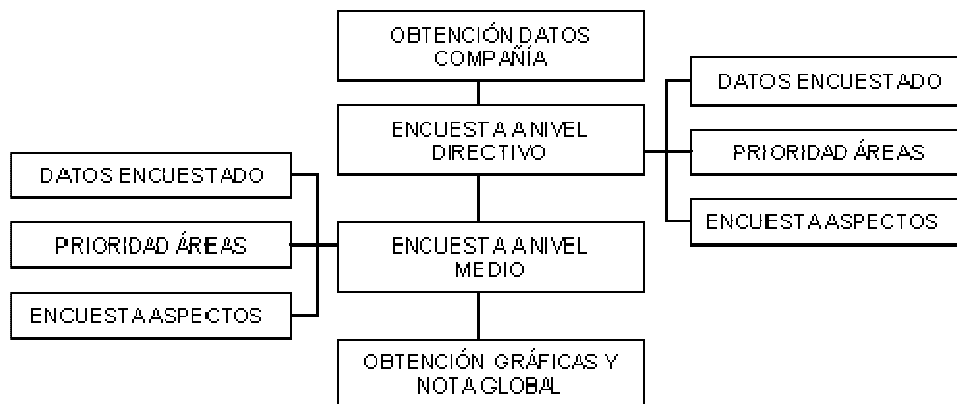 OBTENCIÓN DATOS
COMPAÑÍA
ENCUESTA A NIVEL
DIRECTIVO
DATOS ENCUESTADO
PRIORIDAD ÁREAS
ENCUESTA ASPECTOS
DATOS ENCUESTADO
PRIORIDAD ÁREAS
ENCUESTA ASPECTOS
ENCUESTA A NIVEL
MEDIO
OBTENCIÓN GRÁFICAS Y
NOTA GLOBAL